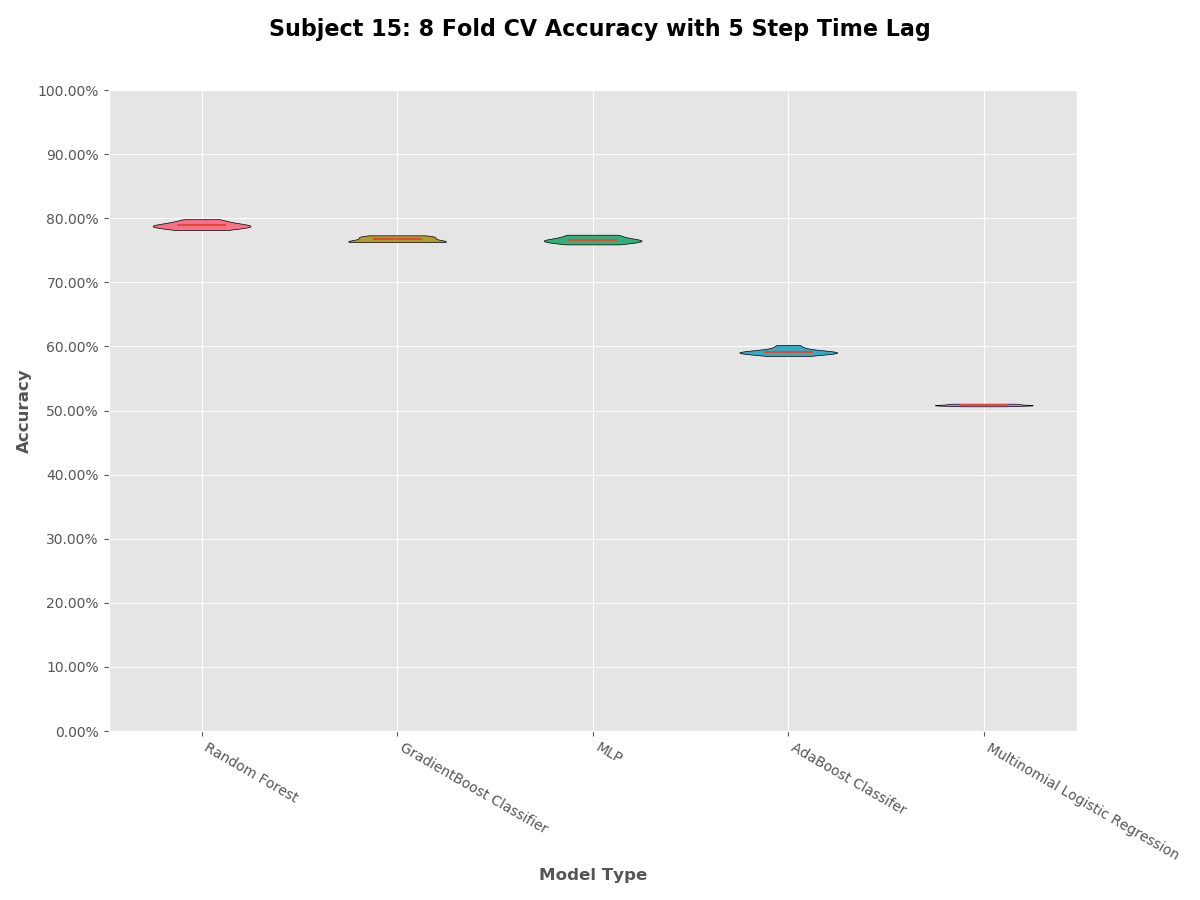 Subject 15: 8 Fold CV Accuracy with 5 Step Time Lag
100.00%
90.00%
80.00%
70.00%
60.00%
50.00%
40.00%
30.00%
20.00%
10.00%
0.00%
Accuracy
Random Forest
GradientBoost Classifier
MLP
AdaBoost Classifer
Multinomial Logistic Regression
Model Type